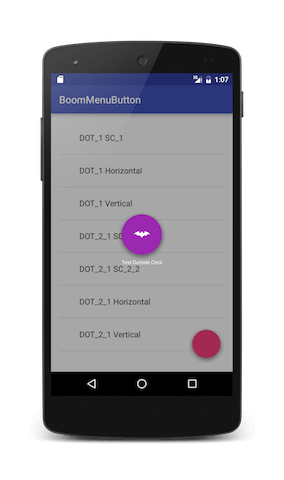 1:07
BoomMenuButton
DOT_1 SC_1
DOT_1 Horizontal
DOT_1 Vertical
DOT_2_1 SC
Text Outside Circl
DOT_2_1 SC_2_2
DOT_2_1 Horizontal
DOT_2_1 Vertical